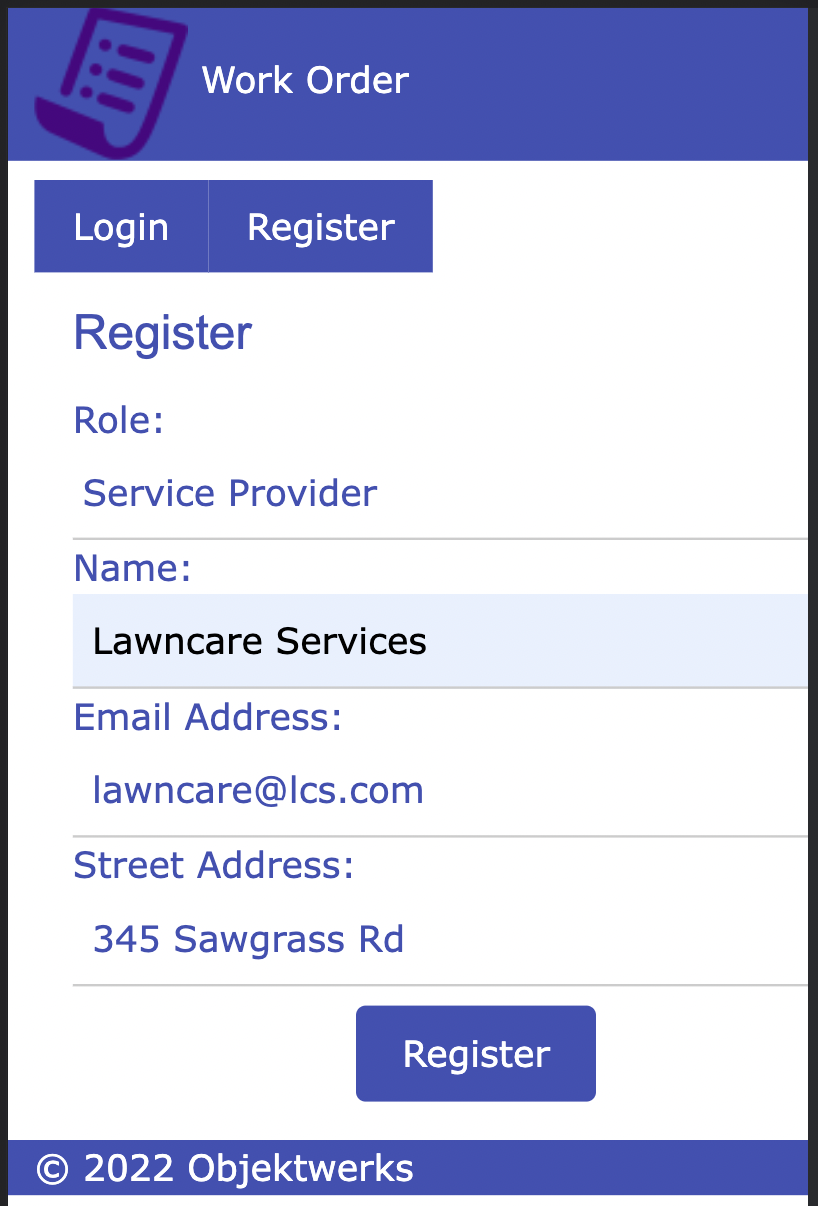 Work Order
Login Register
Register
Role:
Service Provider
Name:
Lawncare Services
Email Address:
lawncare@lcs.com
Street Address:
345 Sawgrass Rd
Register
© 2022 Objektwerks